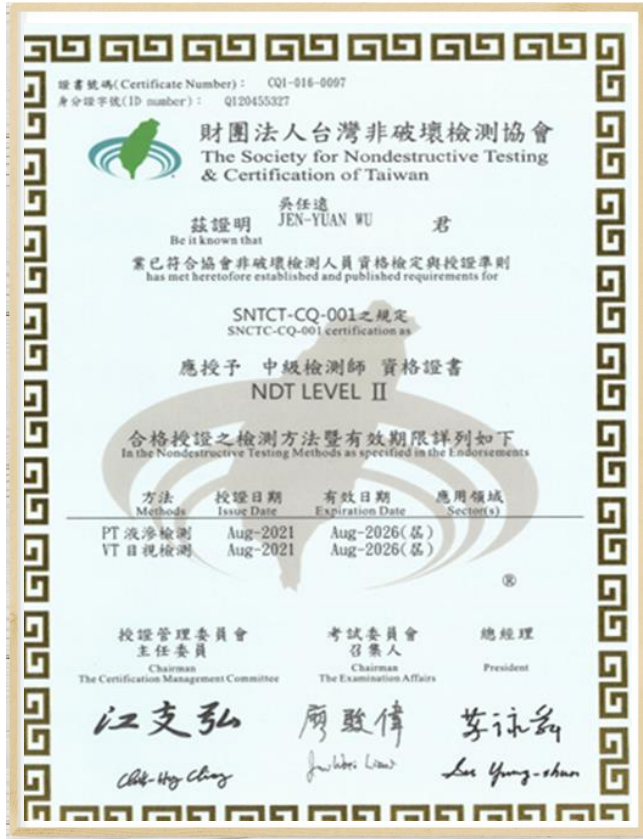 證書號碼(Certificate Number): CQ1-016-0097
身分證字號(ID number): Q120455327
財團法人台灣非破壞檢測協會
The Society for Nondestructive Testing
& Certification of Taiwan
吳任遠
茲證明 JEN-YUAN WU 君
Be it known that
業已符合協會非破壞檢測人員資格檢定與授證準則
has met heretofore established and published requirements for
SNTCT-CQ-001之規定
SNCTC-CQ-001 certification as
應授予 中級檢測師 資格證書
NDT LEVEL II
合格授證之檢測方法暨有效期限詳列如下
In the Nondestructive Testing Methods as specified in the Endorsements
方法 授證日期 有效日期 應用領域
Methods Issue Date Expiration Date Sector(s)
PT 液滲檢測 Aug-2021 Aug-2026(屆)
VT 目視檢測 Aug-2021 Aug-2026(屆)
®
授證管理委員會 考試委員會 總經理
主任委員 召集人
Chairman Chairman President
The Certification Management Committee The Examination Affairs
江支弘 廖駿偉